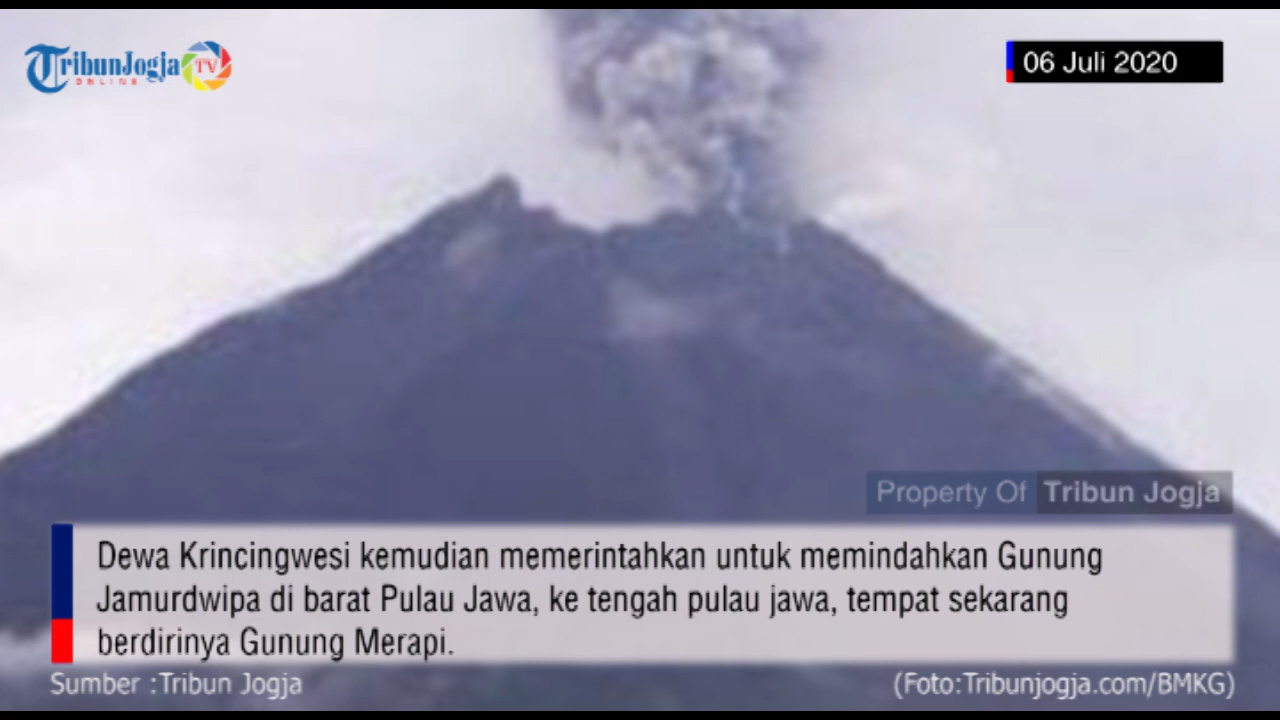 TribunJogja TV
ONLINE
06 Juli 2020
Property Of Tribun Jogja
Dewa Krincingwesi kemudian memerintahkan untuk memindahkan Gunung
Jamurdwipa di barat Pulau Jawa, ke tengah pulau jawa, tempat sekarang
berdirinya Gunung Merapi.
Sumber :Tribun Jogja
(Foto:Tribunjogja.com/BMKG)